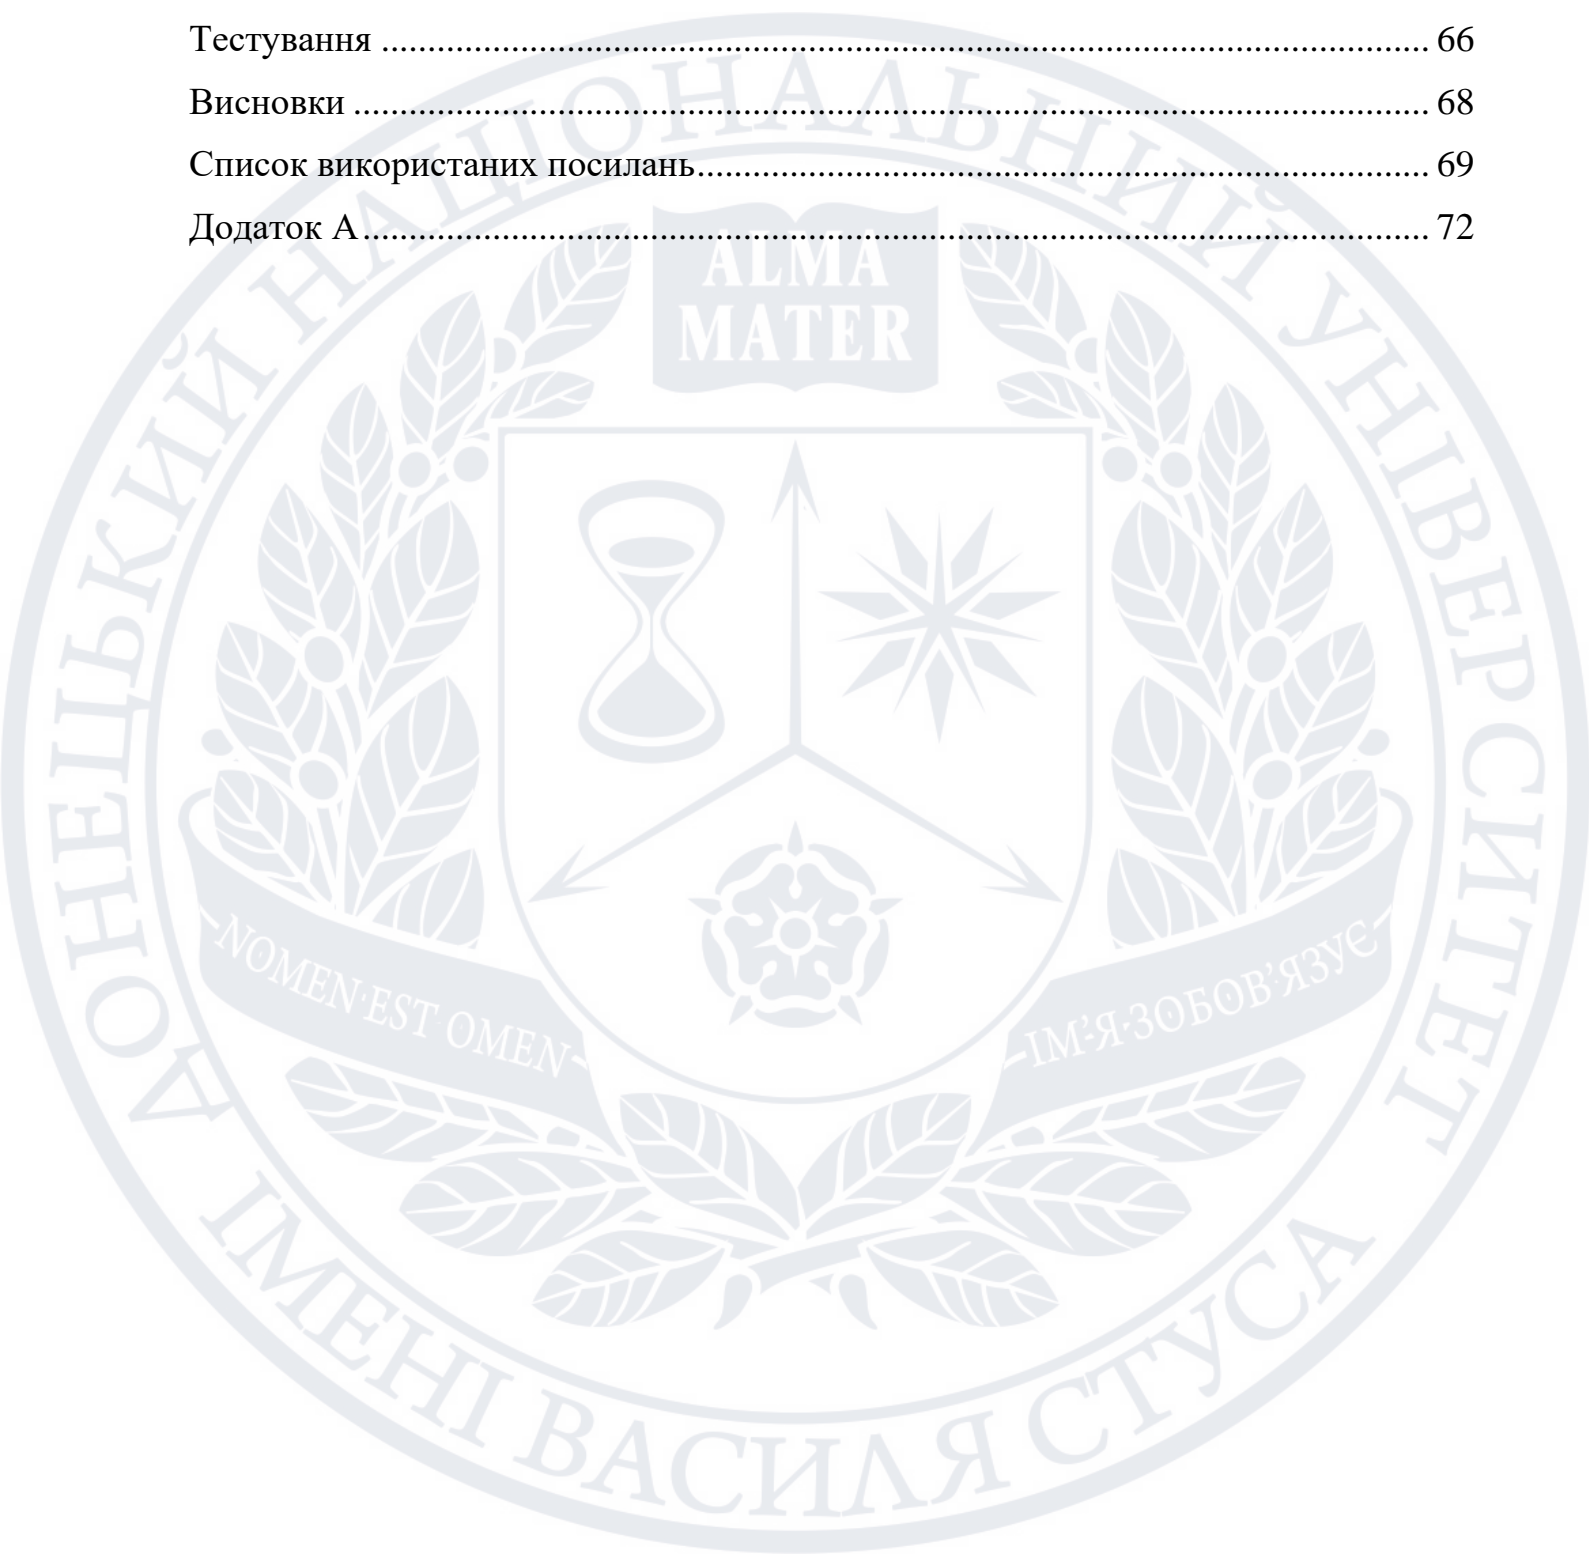 Тестування ........................................................................................................ 66
Висновки ........................................................................................................... 68
Список використаних посилань.......................................................................... 69
Додаток А........................................................................................................... 72
ДОНЕЦЬКИЙ НАЦІОНАЛЬНИЙ УНІВЕРСИТЕТ
ALMA
MATER
NOMEN·EST·OMEN
ІМ'Я·ЗОБОВ'ЯЗУЄ
ІМЕНІ ВАСИЛЯ СТУСА